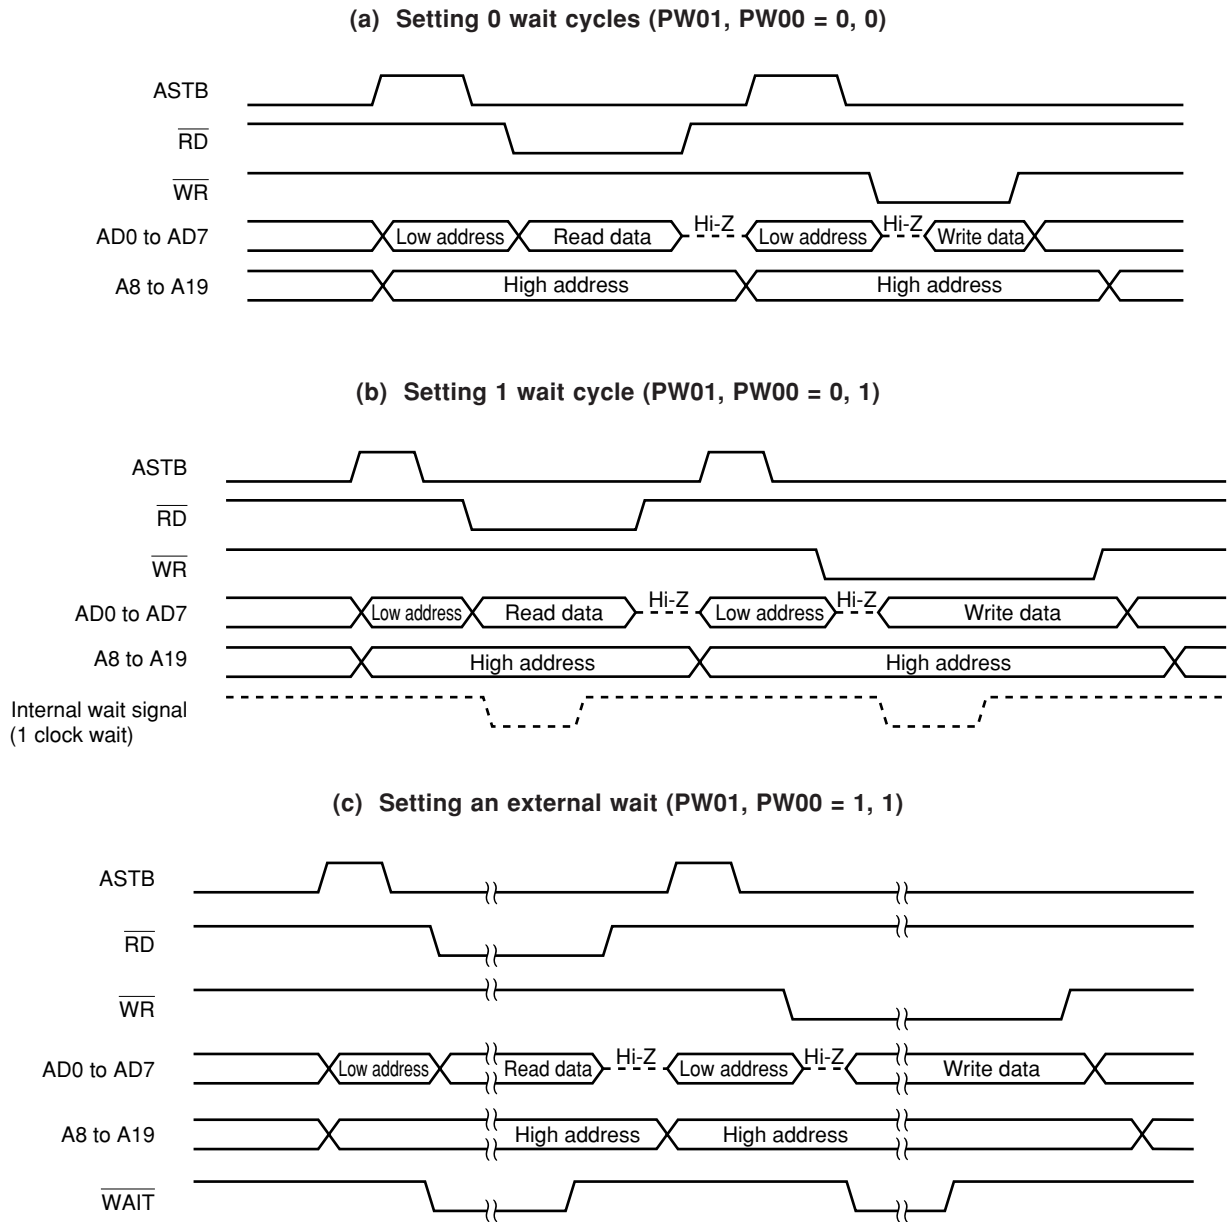 (a) Setting 0 wait cycles (PW01, PW00 = 0, 0)
ASTB
RD
WR
AD0 to AD7 Low address Read data Hi-Z Low address Hi-Z Write data
A8 to A19 High address High address
(b) Setting 1 wait cycle (PW01, PW00 = 0, 1)
ASTB
RD
WR
AD0 to AD7 Low address Read data Hi-Z Low address Hi-Z Write data
A8 to A19 High address High address
Internal wait signal
(1 clock wait)
(c) Setting an external wait (PW01, PW00 = 1, 1)
ASTB
RD
WR
AD0 to AD7 Low address Read data Hi-Z Low address Hi-Z Write data
A8 to A19 High address High address
WAIT